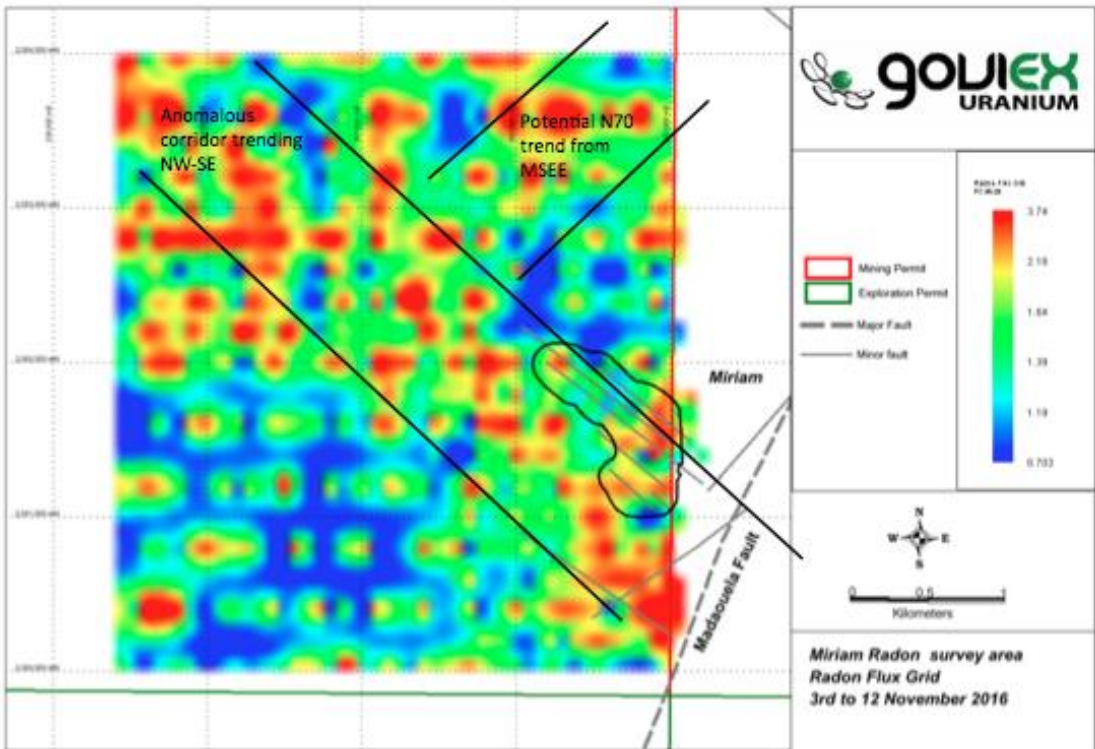 Anomalous
corridor trending
NW-SE
Potential N70
trend from
MSEE
Miriam
Madaouela Fault
GOVIEX
URANIUM
3.74
2.18
1.64
1.39
1.18
0.703
Mining Permit
Exploration Permit
Major Fault
Minor fault
N
W
E
S
0
0.5
1
Kilometers
Miriam Radon survey area
Radon Flux Grid
3rd to 12 November 2016